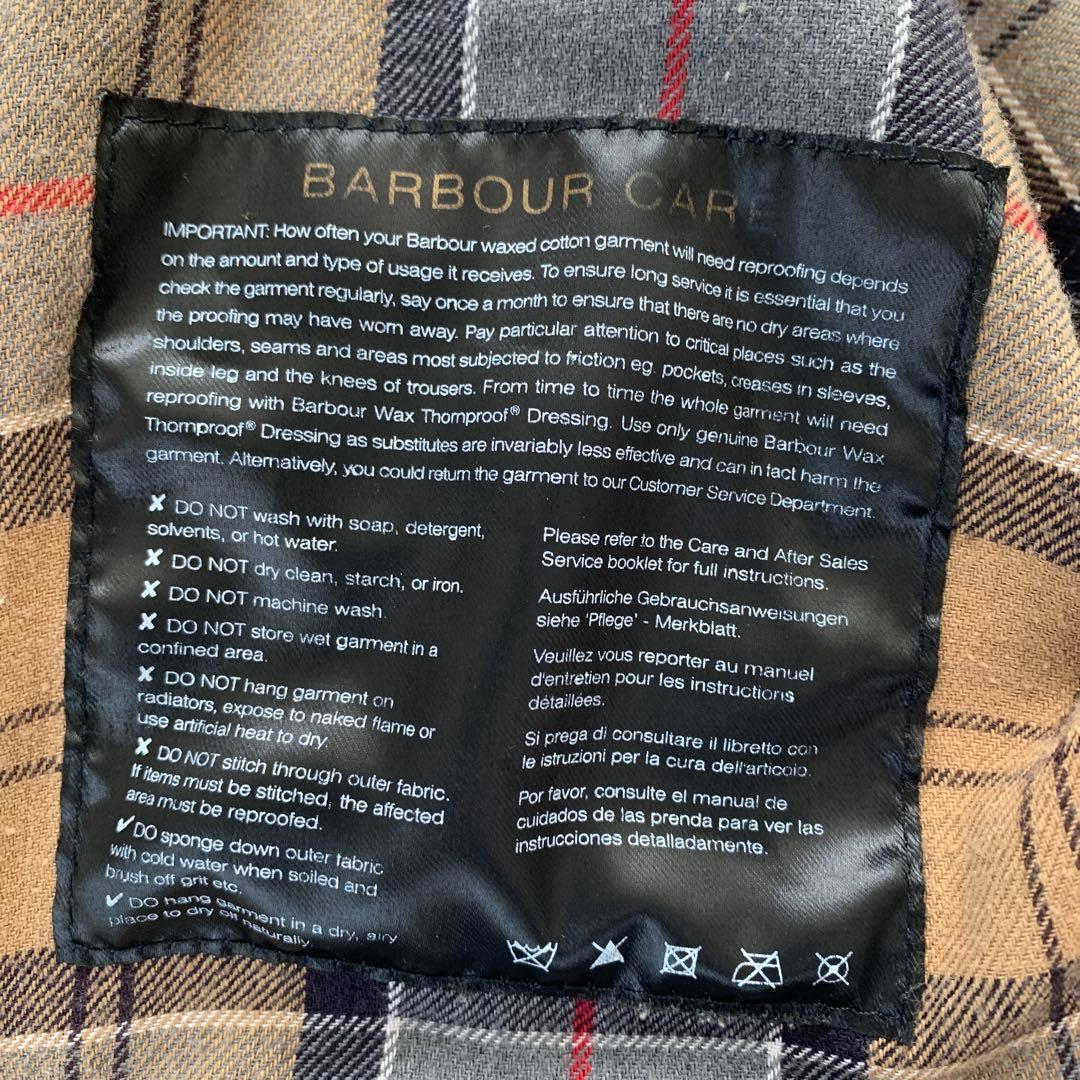 BARBOUR CARE
IMPORTANT: How often your Barbour waxed cotton garment will need reproofing depends
on the amount and type of usage it receives. To ensure long service it is essential that you
check the garment regularly, say once a month to ensure that there are no dry areas where
the proofing may have worn away. Pay particular attention to critical places such as the
shoulders, seams and areas most subjected to friction eg. pockets, creases in sleeves,
inside leg and the knees of trousers. From time to time the whole garment will need
reproofing with Barbour Wax Thornproof® Dressing. Use only genuine Barbour Wax
Thornproof® Dressing as substitutes are invariably less effective and can in fact harm the
garment. Alternatively, you could return the garment to our Customer Service Department.
✘ DO NOT wash with soap, detergent,
solvents, or hot water.
✘ DO NOT dry clean, starch, or iron.
✘ DO NOT machine wash.
✘ DO NOT store wet garment in a
confined area.
✘ DO NOT hang garment on
radiators, expose to naked flame or
use artificial heat to dry.
✘ DO NOT stitch through outer fabric.
If items must be stitched, the affected
area must be reproofed.
✔ DO sponge down outer fabric
with cold water when soiled and
brush off grit etc.
✔ DO hang garment in a dry, airy
place to dry off naturally.
Please refer to the Care and After Sales
Service booklet for full instructions.
Ausführliche Gebrauchsanweisungen
siehe 'Pflege' - Merkblatt.
Veuillez vous reporter au manuel
d'entretien pour les instructions
détaillées.
Si prega di consultare il libretto con
le istruzioni per la cura dell'articolo.
Por favor, consulte el manual de
cuidados de las prenda para ver las
instrucciones detalladamente.